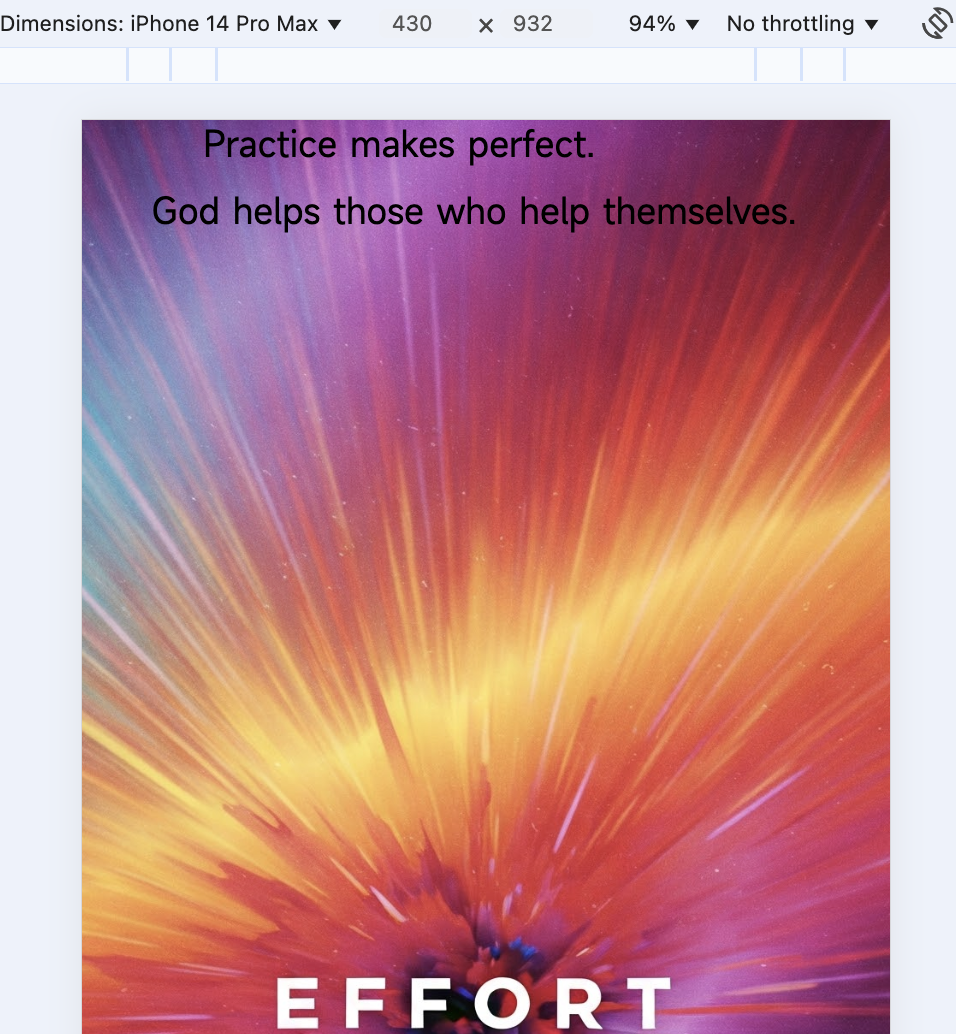 Dimensions: iPhone 14 Pro Max ▼ 430 × 932 94% ▼ No throttling ▼
Practice makes perfect.
God helps those who help themselves.
EFFORT